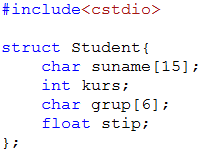 #include<cstdio>
struct Student{
char suname[15];
int kurs;
char grup[6];
float stip;
};